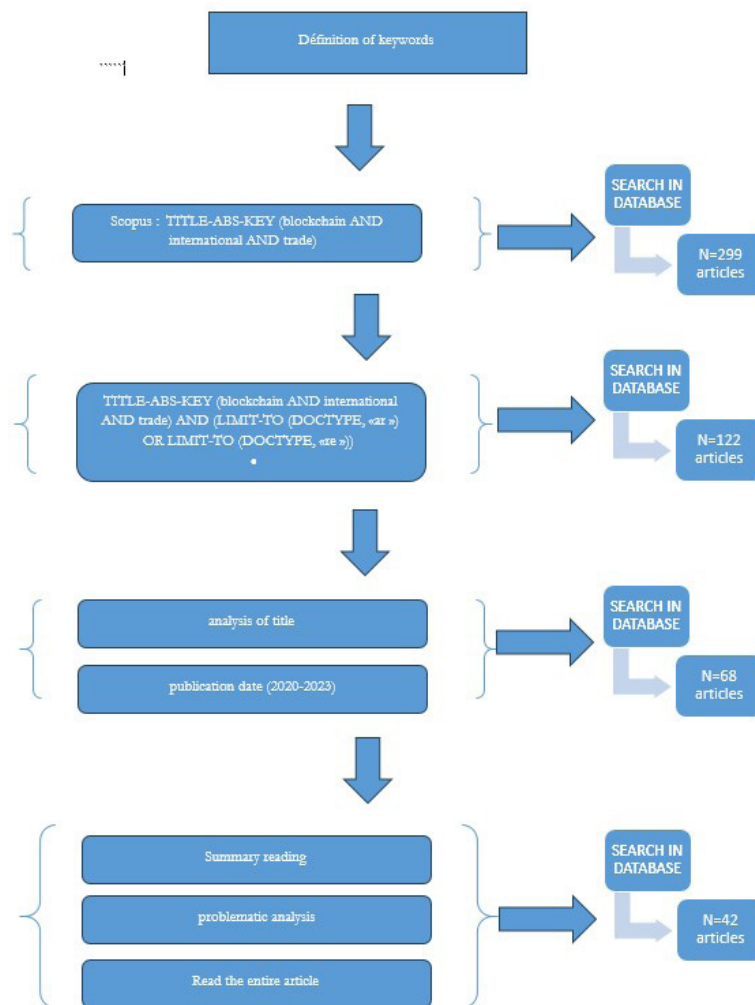 Définition of keywords
Scopus : TITLE-ABS-KEY (blockchain AND
international AND trade)
SEARCH IN
DATABASE
N=299
articles
TITLE-ABS-KEY (blockchain AND international
AND trade) AND (LIMIT-TO (DOCTYPE, «ar »)
OR LIMIT-TO (DOCTYPE, «re »))
•
SEARCH IN
DATABASE
N=122
articles
analysis of title
publication date (2020-2023)
SEARCH IN
DATABASE
N=68
articles
Summary reading
problematic analysis
Read the entire article
SEARCH IN
DATABASE
N=42
articles